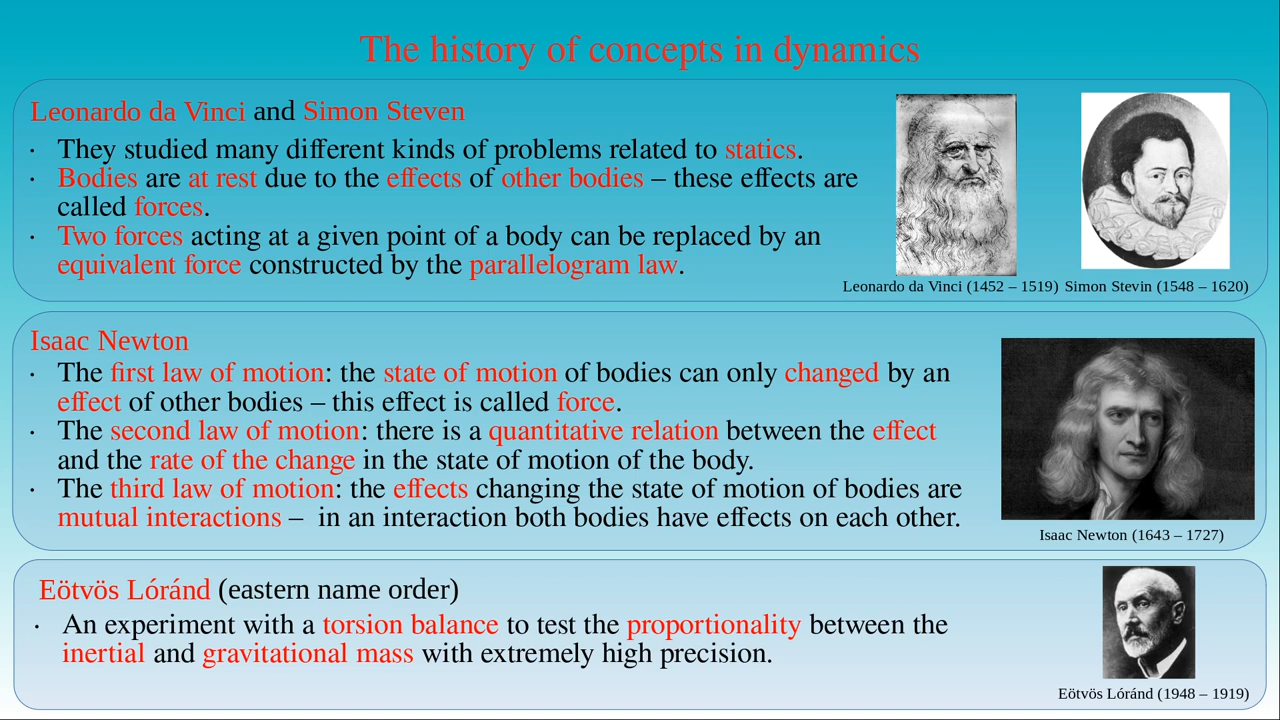 The history of concepts in dynamics
Leonardo da Vinci and Simon Steven
· They studied many different kinds of problems related to statics.
· Bodies are at rest due to the effects of other bodies – these effects are
called forces.
· Two forces acting at a given point of a body can be replaced by an
equivalent force constructed by the parallelogram law.
Leonardo da Vinci (1452 – 1519) Simon Stevin (1548 – 1620)
Isaac Newton
· The first law of motion: the state of motion of bodies can only changed by an
effect of other bodies – this effect is called force.
· The second law of motion: there is a quantitative relation between the effect
and the rate of the change in the state of motion of the body.
· The third law of motion: the effects changing the state of motion of bodies are
mutual interactions – in an interaction both bodies have effects on each other.
Isaac Newton (1643 – 1727)
Eötvös Lóránd (eastern name order)
· An experiment with a torsion balance to test the proportionality between the
inertial and gravitational mass with extremely high precision.
Eötvös Lóránd (1948 – 1919)